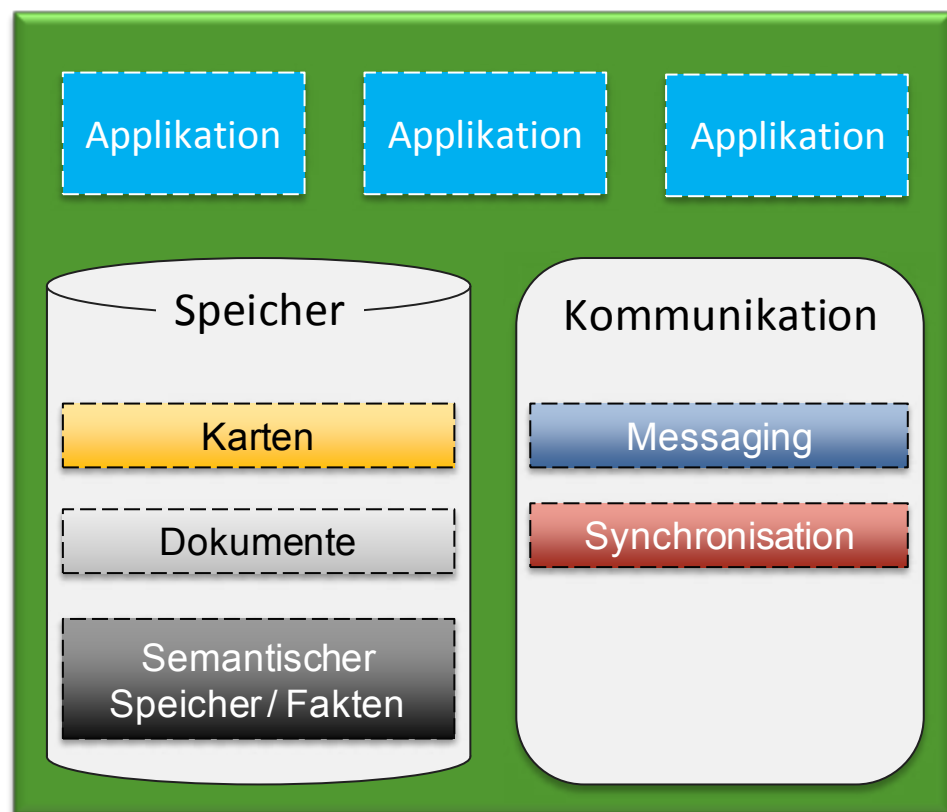 Applikation
Applikation
Applikation
Speicher
Karten
Dokumente
Semantischer
Speicher / Fakten
Kommunikation
Messaging
Synchronisation